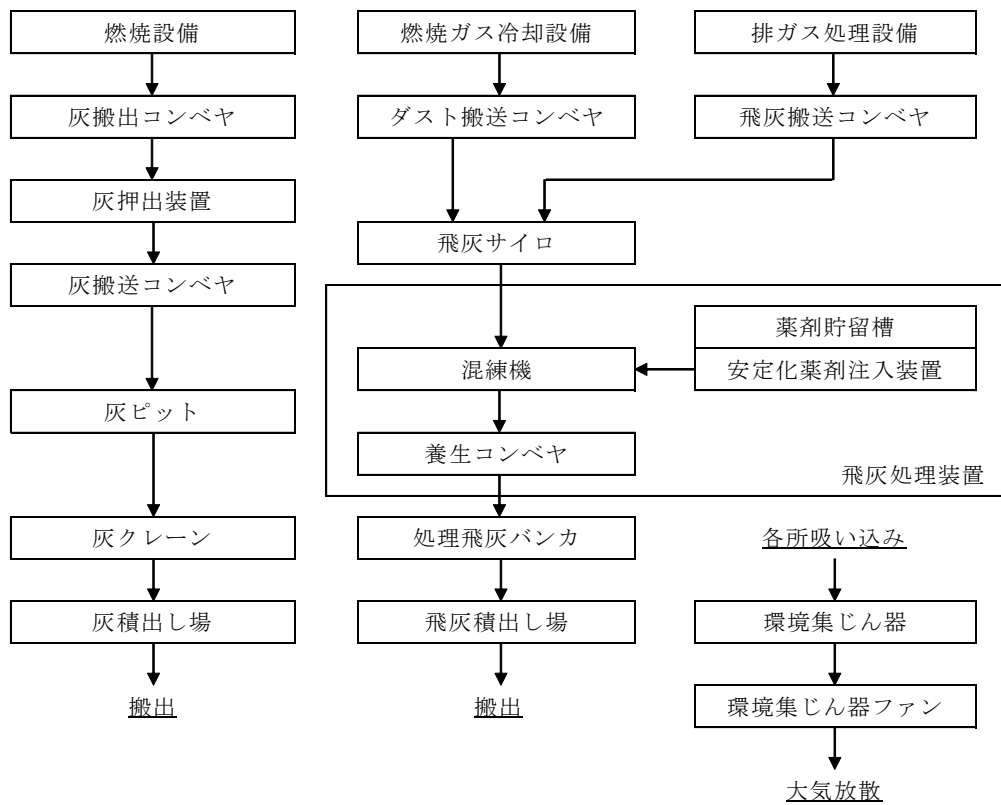 燃焼設備
燃焼ガス冷却設備
排ガス処理設備
灰搬出コンベヤ
ダスト搬送コンベヤ
飛灰搬送コンベヤ
灰押出装置
飛灰サイロ
灰搬送コンベヤ
薬剤貯留槽
混練機
安定化薬剤注入装置
灰ピット
養生コンベヤ
飛灰処理装置
灰クレーン
処理飛灰バンカ
各所吸い込み
灰積出し場
飛灰積出し場
環境集じん器
搬出
搬出
環境集じん器ファン
大気放散